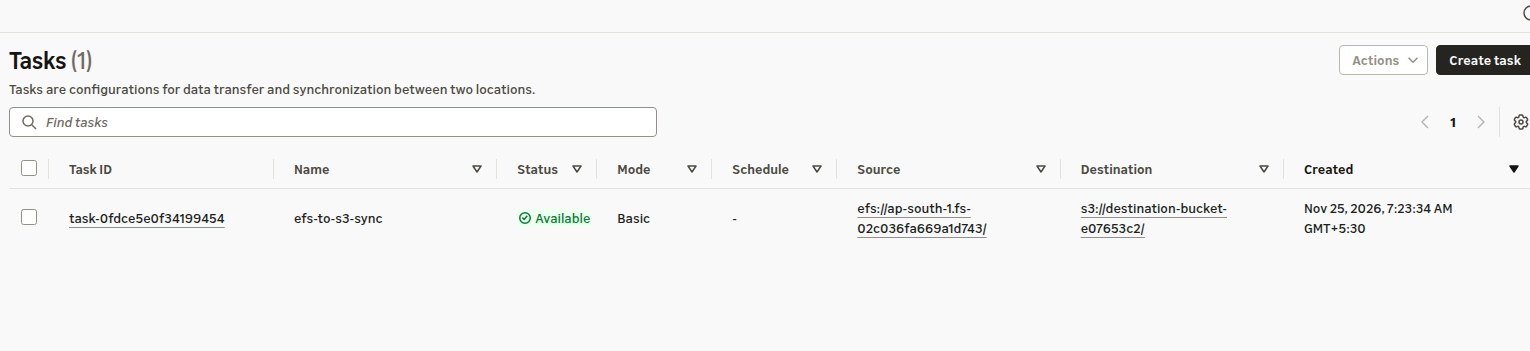 Tasks (1)
Actions
Create task
Tasks are configurations for data transfer and synchronization between two locations.
Find tasks
1
Task ID Name Status Mode Schedule Source Destination Created
task-0fdce5e0f34199454 efs-to-s3-sync Available Basic - efs://ap-south-1.fs- s3://destination-bucket- Nov 25, 2026, 7:23:34 AM
02c036fa669a1d743/ e07653c2/ GMT+5:30